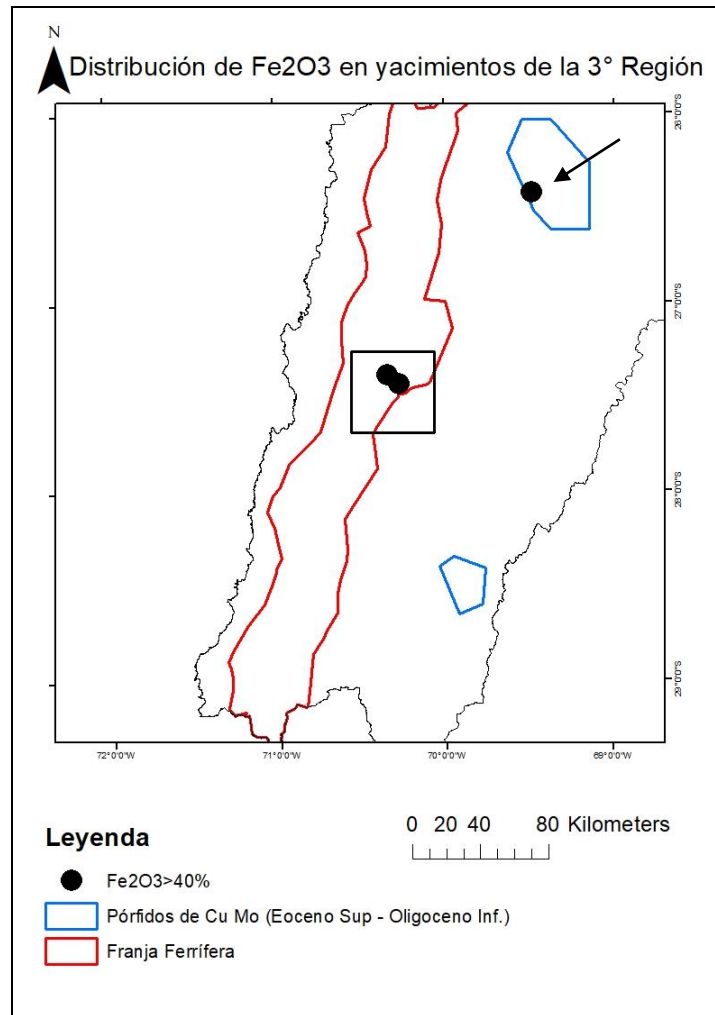 N
Distribución de Fe2O3 en yacimientos de la 3° Región
26°0'0"S
27°0'0"S
28°0'0"S
29°0'0"S
72°0'0"W
71°0'0"W
70°0'0"W
69°0'0"W
Leyenda
0 20 40 80 Kilometers
Fe2O3>40%
Pórfidos de Cu Mo (Eoceno Sup - Oligoceno Inf.)
Franja Ferrífera